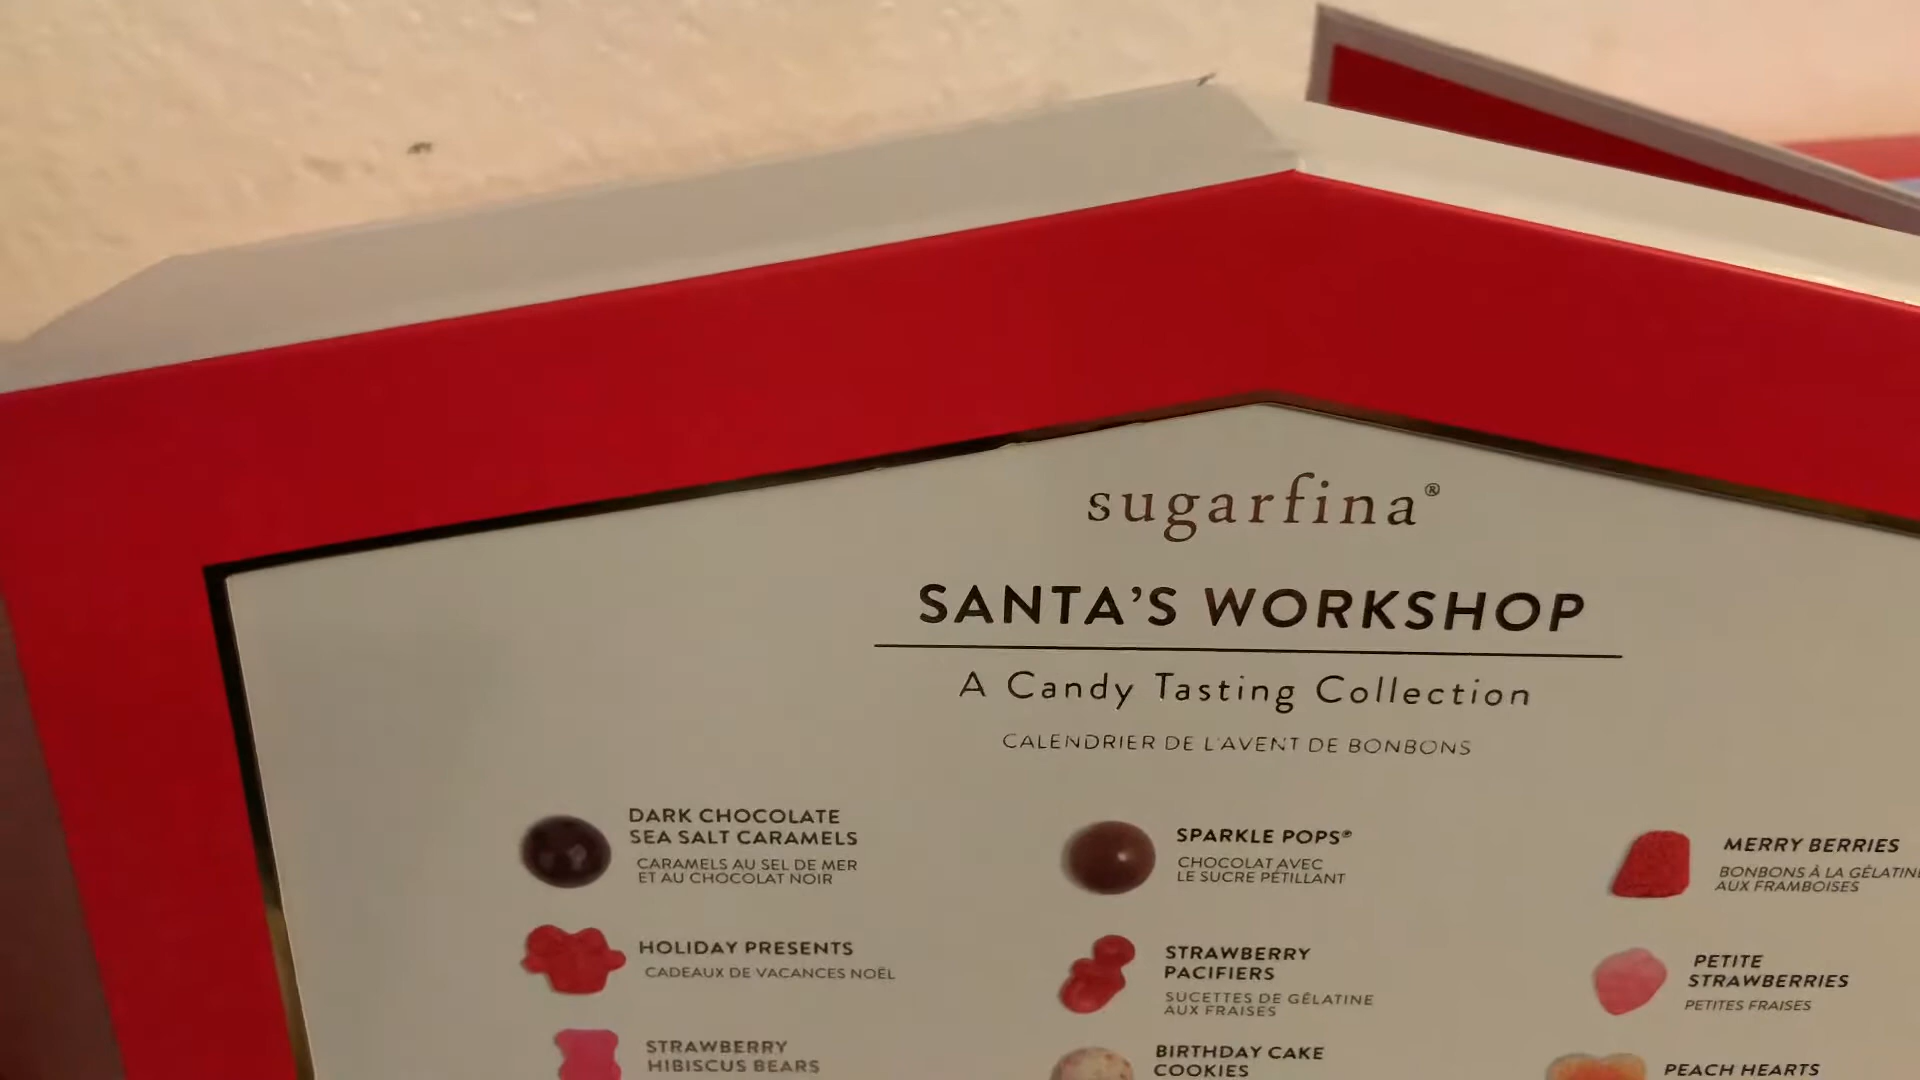 sugarfina®
SANTA'S WORKSHOP
A Candy Tasting Collection
CALENDRIER DE L'AVENT DE BONBONS
DARK CHOCOLATE
SEA SALT CARAMELS
CARAMELS AU SEL DE MER
ET AU CHOCOLAT NOIR
SPARKLE POPS®
CHOCOLAT AVEC
LE SUCRE PÉTILLANT
MERRY BERRIES
BONBONS À LA GÉLATINE
AUX FRAMBOISES
HOLIDAY PRESENTS
CADEAUX DE VACANCES NOËL
STRAWBERRY
PACIFIERS
SUCETTES DE GÉLATINE
AUX FRAISES
PETITE
STRAWBERRIES
PETITES FRAISES
STRAWBERRY
HIBISCUS BEARS
BIRTHDAY CAKE
COOKIES
PEACH HEARTS